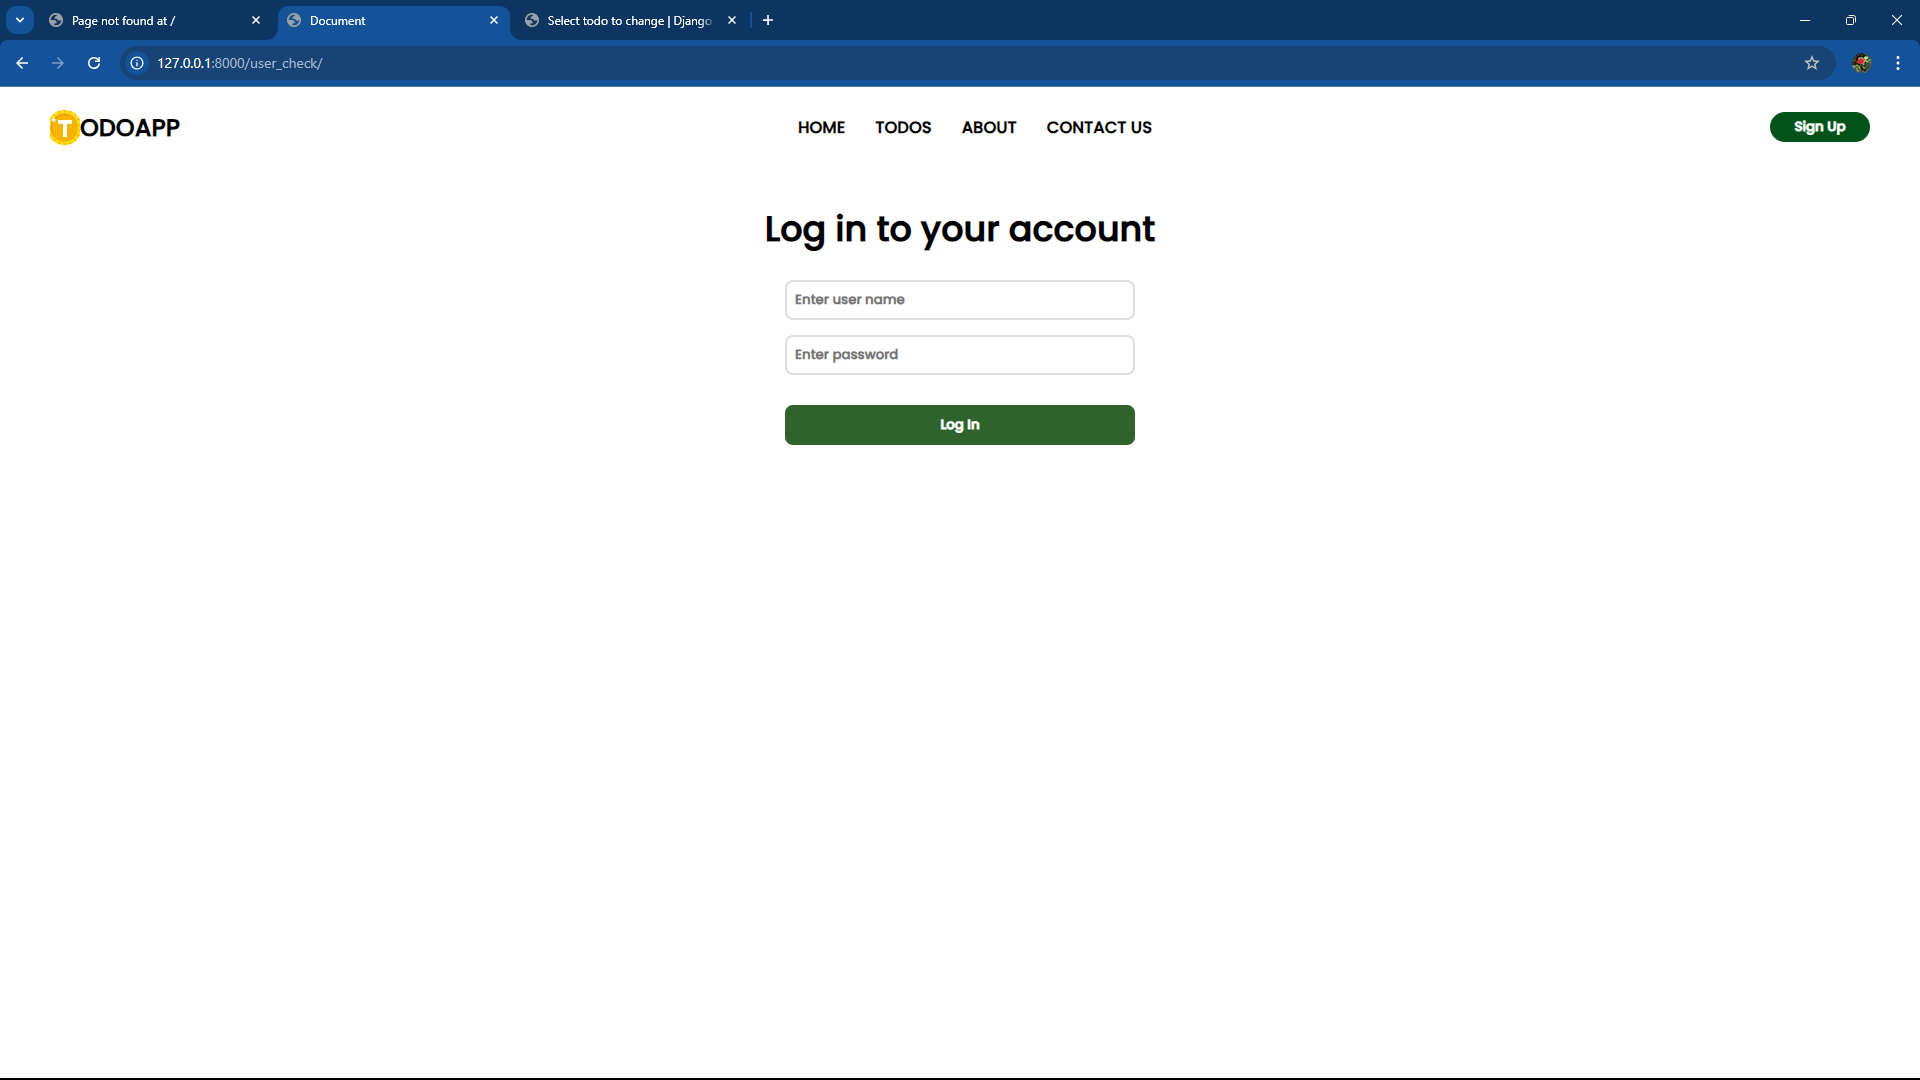 Page not found at /
Document
Select todo to change | Django
127.0.0.1:8000/user_check/
TODOAPP
HOME
TODOS
ABOUT
CONTACT US
Sign Up
Log in to your account
Enter user name
Enter password
Log In